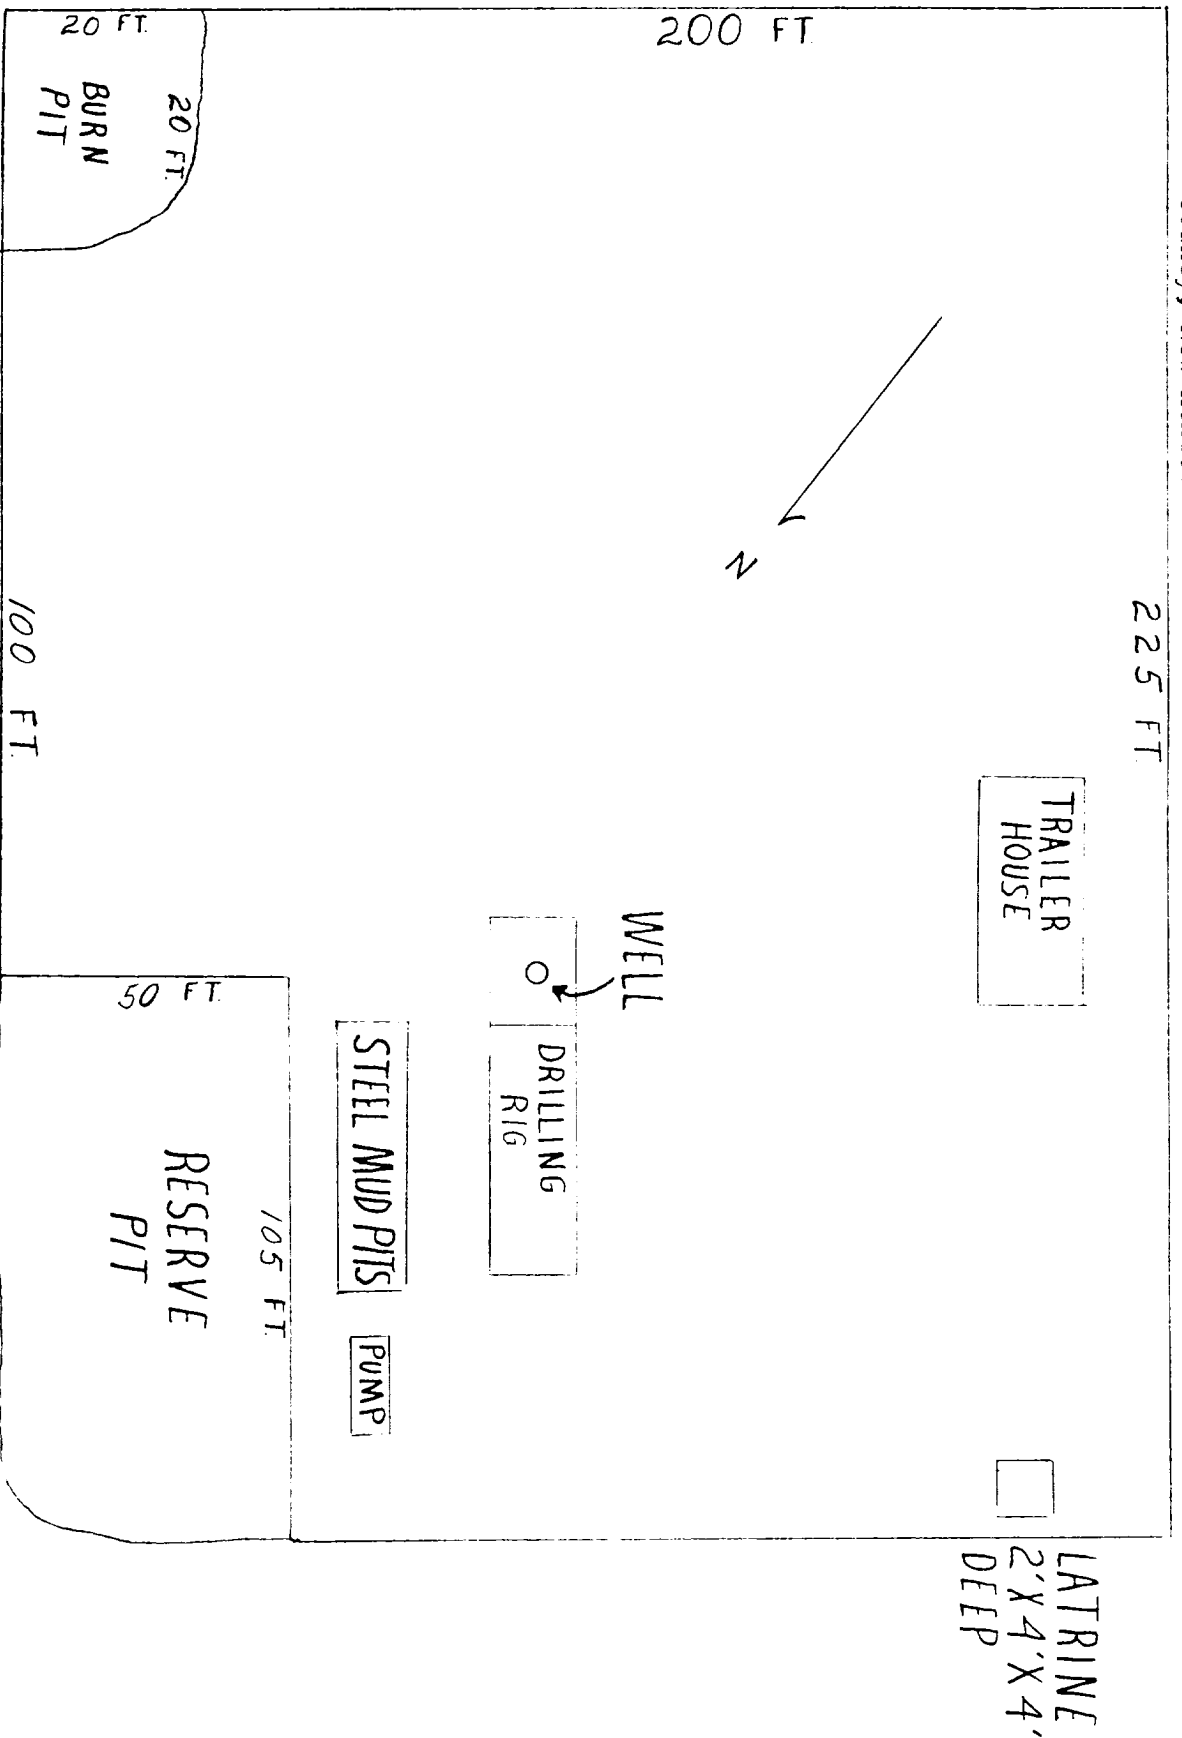 20 FT.
200 FT.
BURN
PIT
20 FT.
N
225 FT.
100 FT.
TRAILER
HOUSE
WELL
50 FT.
DRILLING
RIG
STEEL MUD PITS
RESERVE
PIT
105 FT.
PUMP
LATRINE
2'X4'X4'
DEEP